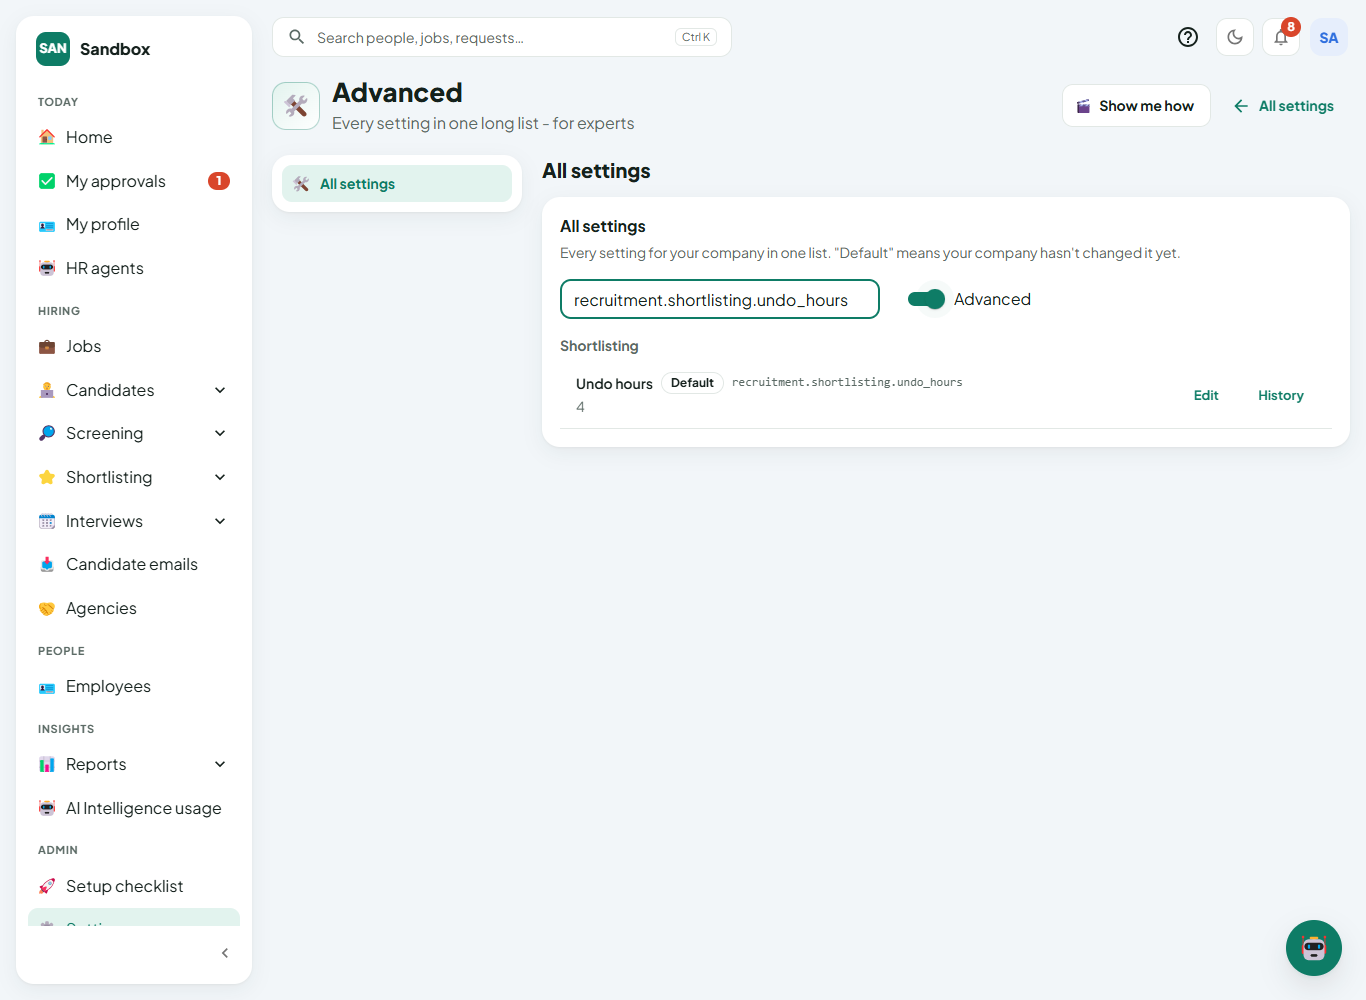 SAN Sandbox
TODAY
Home
My approvals 1
My profile
HR agents
HIRING
Jobs
Candidates
Screening
Shortlisting
Interviews
Candidate emails
Agencies
PEOPLE
Employees
INSIGHTS
Reports
AI Intelligence usage
ADMIN
Setup checklist
Search people, jobs, requests... Ctrl K
8
SA
Advanced
Every setting in one long list - for experts
Show me how
All settings
All settings
All settings
All settings
Every setting for your company in one list. "Default" means your company hasn't changed it yet.
recruitment.shortlisting.undo_hours
Advanced
Shortlisting
Undo hours Default recruitment.shortlisting.undo_hours
4
Edit History